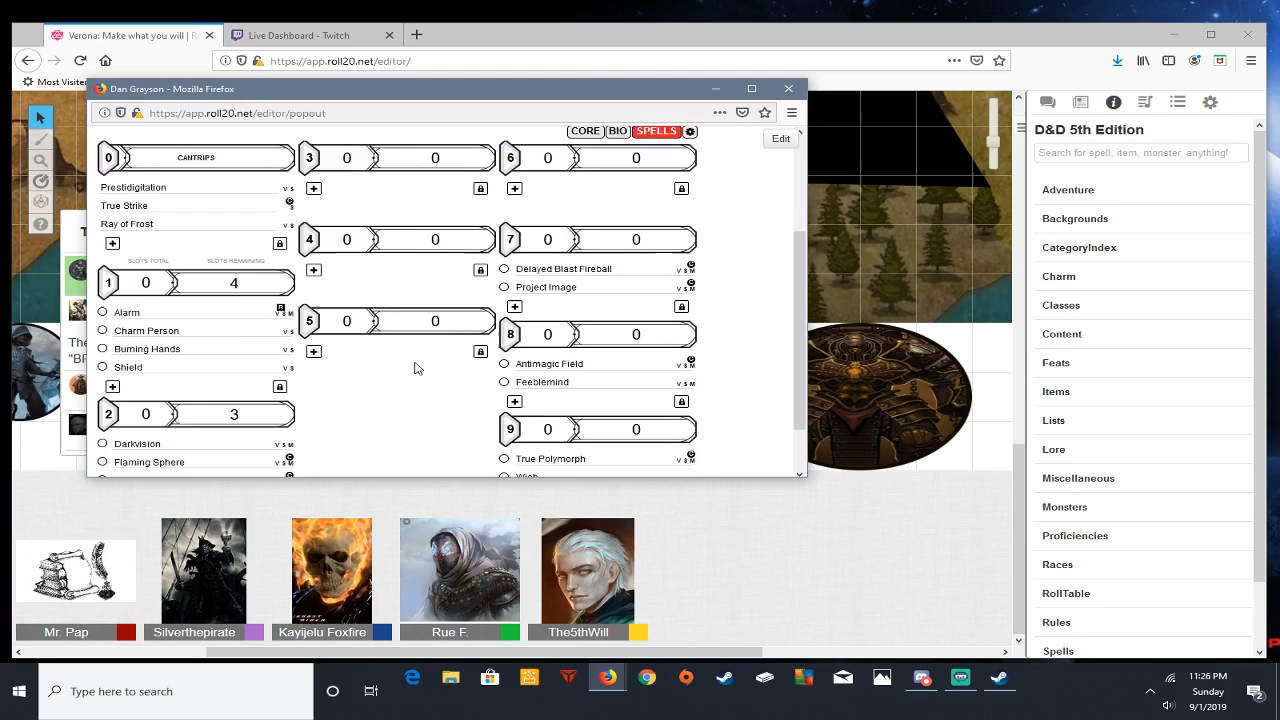 Verona: Make what you will | R
Live Dashboard - Twitch
https://app.roll20.net/editor/
Most Visite
Dan Grayson - Mozilla Firefox
https://app.roll20.net/editor/popout
CORE BIO SPELLS
Edit
0 CANTRIPS
Prestidigitation V S
True Strike C S
Ray of Frost V S
SLOTS TOTAL SLOTS REMAINING
1 0 4
Alarm R V S M
Charm Person V S
Burning Hands V S
Shield V S
2 0 3
Darkvision V S M
Flaming Sphere C V S M
3 0 0
4 0 0
5 0 0
6 0 0
7 0 0
Delayed Blast Fireball C V S M
Project Image C V S M
8 0 0
Antimagic Field C V S M
Feeblemind V S M
9 0 0
True Polymorph C V S M
Wish
D&D 5th Edition
Search for spell, item, monster, anything!
Adventure
Backgrounds
CategoryIndex
Charm
Classes
Content
Feats
Items
Lists
Lore
Miscellaneous
Monsters
Proficiencies
Races
RollTable
Rules
Spells
T
The
"BF
GHOST RIDER
Mr. Pap
Silverthepirate
Kayijelu Foxfire
Rue F.
The5thWill
Type here to search
11:26 PM
Sunday
9/1/2019
2